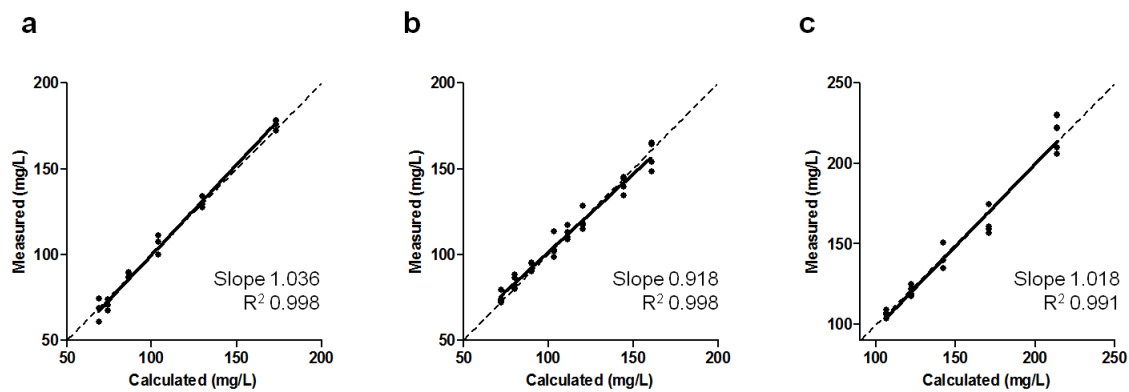 a
b
c
200
150
100
50
Measured (mg/L)
Slope 1.036
R² 0.998
50 100 150 200
Calculated (mg/L)
200
150
100
50
Measured (mg/L)
Slope 0.918
R² 0.998
50 100 150 200
Calculated (mg/L)
250
200
150
100
Measured (mg/L)
Slope 1.018
R² 0.991
100 150 200 250
Calculated (mg/L)